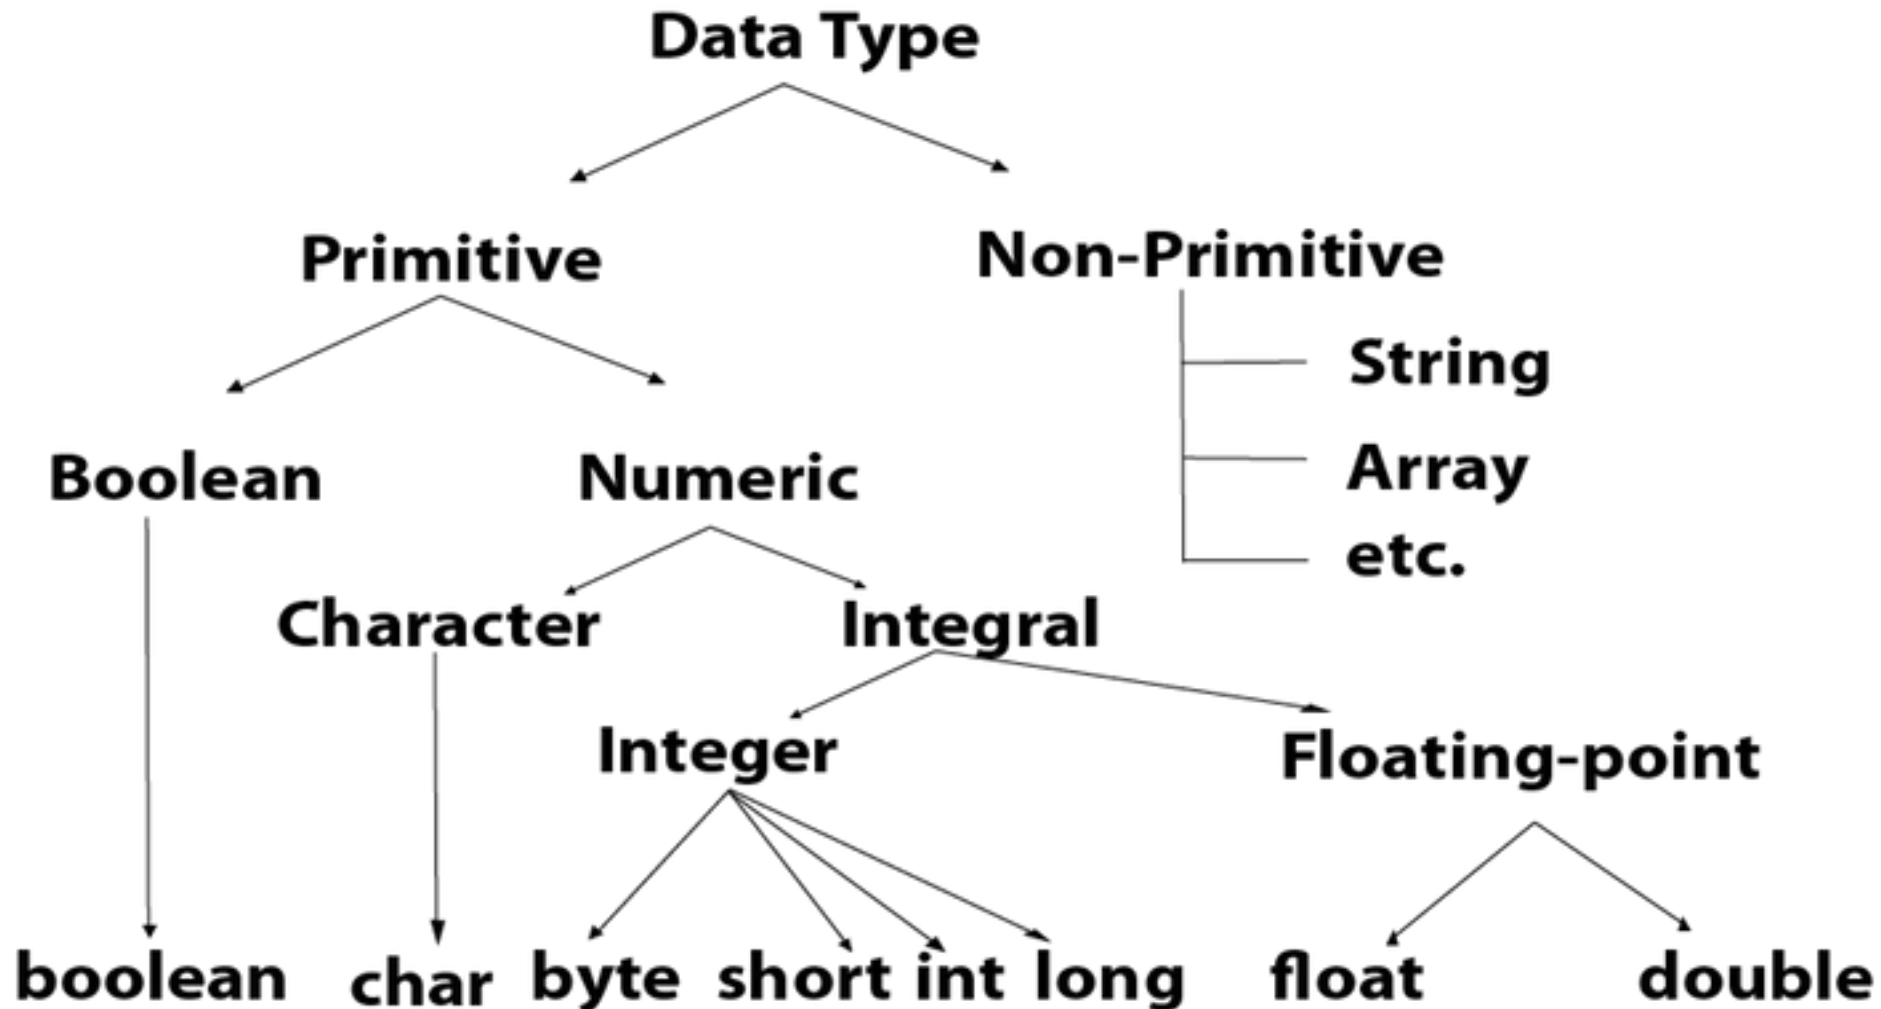 Data Type
Primitive
Non-Primitive
String
Array
etc.
Boolean
Numeric
Character
Integral
Integer
Floating-point
boolean
char
byte
short
int
long
float
double